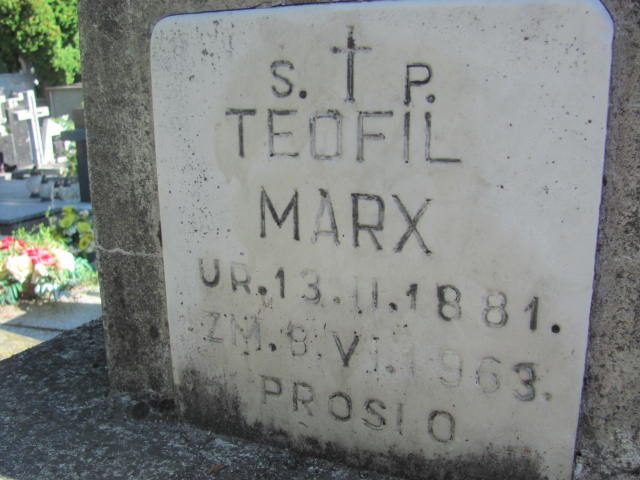 S. P.
TEOFIL
MARX
UR. 13. II. 1881.
ZM. 8. VI. 1963.
PROSI O